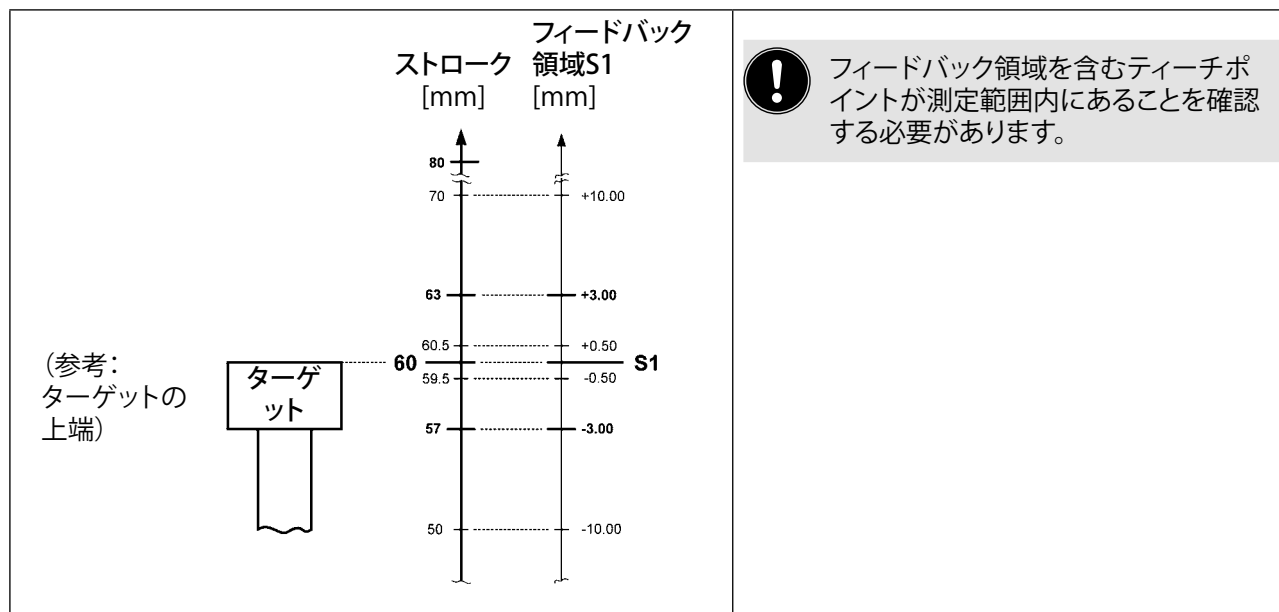 フィードバック
ストローク 領域S1
[mm] [mm]
80
70 +10.00
63 +3.00
60.5 +0.50
60 S1
59.5 -0.50
57 -3.00
50 -10.00
(参考：
ターゲットの
上端)
ターゲ
ット
フィードバック領域を含むティーチポ
イントが測定範囲内にあることを確認
する必要があります。